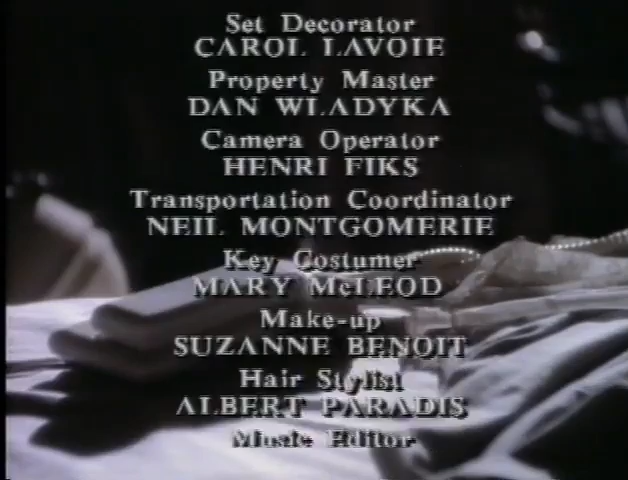 Set Decorator
CAROL LAVOIE
Property Master
DAN WLADYKA
Camera Operator
HENRI FIKS
Transportation Coordinator
NEIL MONTGOMERIE
Key Costumer
MARY McLEOD
Make-up
SUZANNE BENOIT
Hair Stylist
ALBERT PARADIS
Music Editor